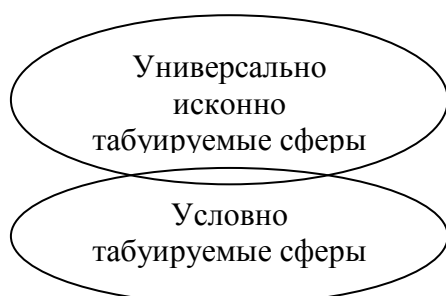 Универсально
исконно
табуируемые сферы
Условно
табуируемые сферы